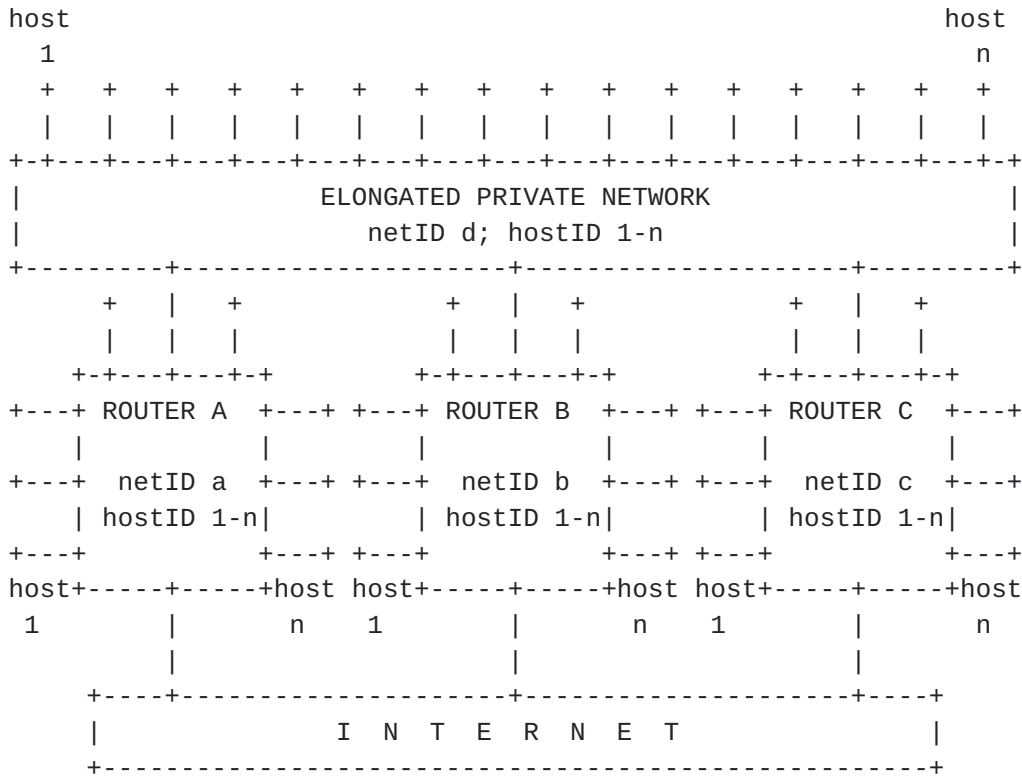 host host
1 n
ELONGATED PRIVATE NETWORK
netID d; hostID 1-n
ROUTER A ROUTER B ROUTER C
netID a netID b netID c
hostID 1-n hostID 1-n hostID 1-n
host host host host host host
1 n 1 n 1 n
I N T E R N E T